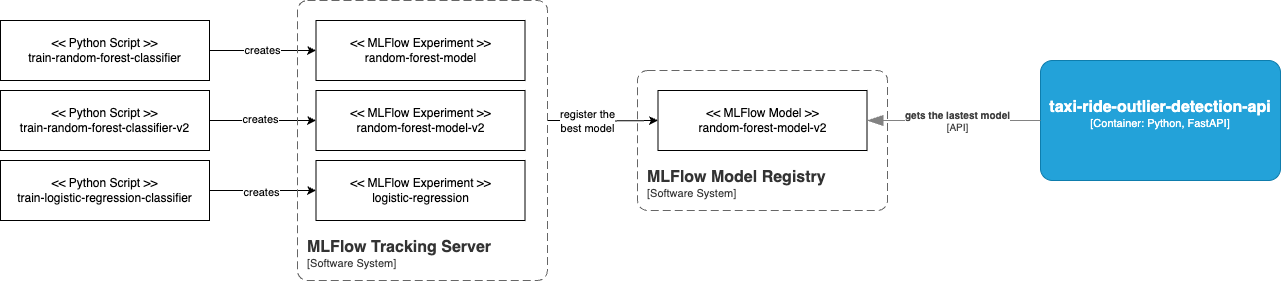 << Python Script >>
train-random-forest-classifier
creates
<< MLFlow Experiment >>
random-forest-model
<< Python Script >>
train-random-forest-classifier-v2
creates
<< MLFlow Experiment >>
random-forest-model-v2
<< Python Script >>
train-logistic-regression-classifier
creates
<< MLFlow Experiment >>
logistic-regression
MLFlow Tracking Server
[Software System]
register the
best model
<< MLFlow Model >>
random-forest-model-v2
MLFlow Model Registry
[Software System]
gets the lastest model
[API]
taxi-ride-outlier-detection-api
[Container: Python, FastAPI]